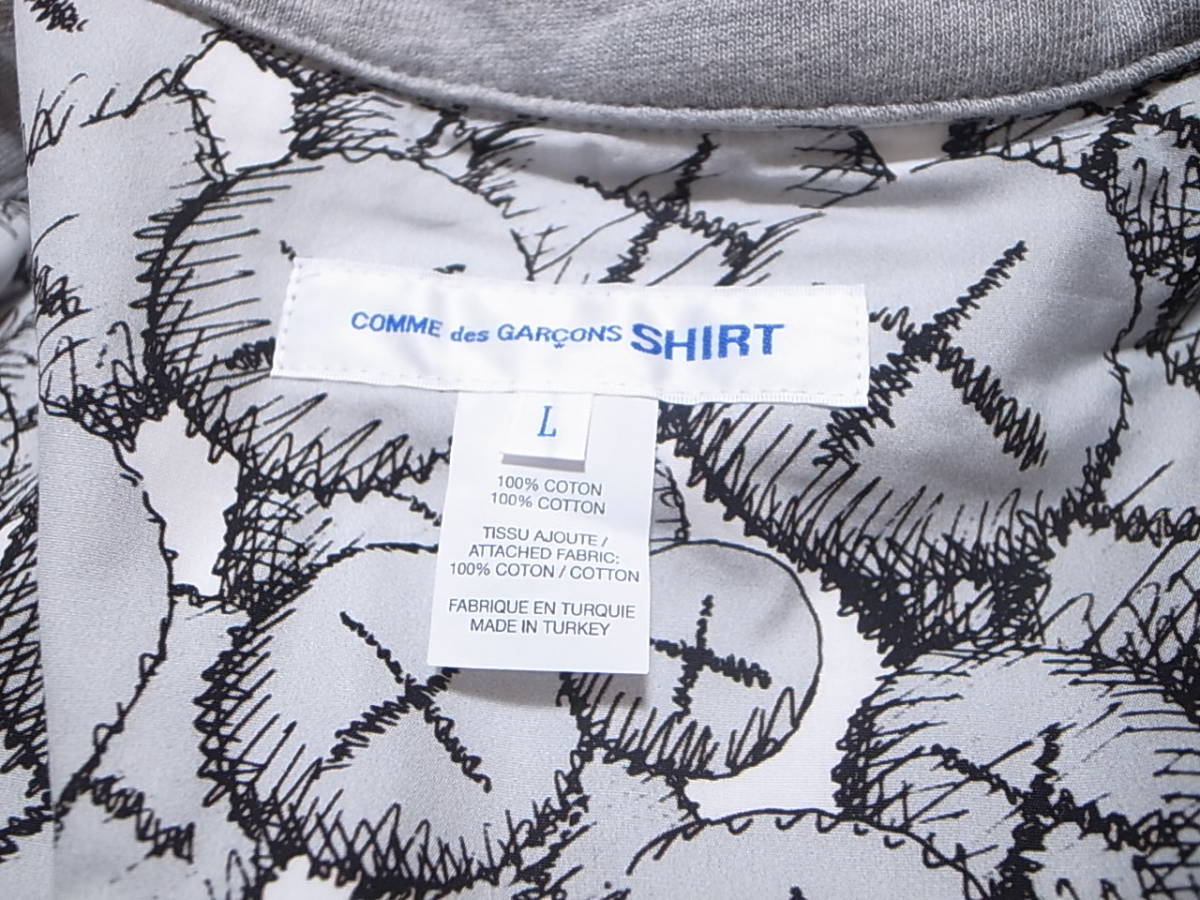 COMME des GARÇONS SHIRT
L
100% COTON
100% COTTON
TISSU AJOUTE /
ATTACHED FABRIC:
100% COTON / COTTON
FABRIQUE EN TURQUIE
MADE IN TURKEY